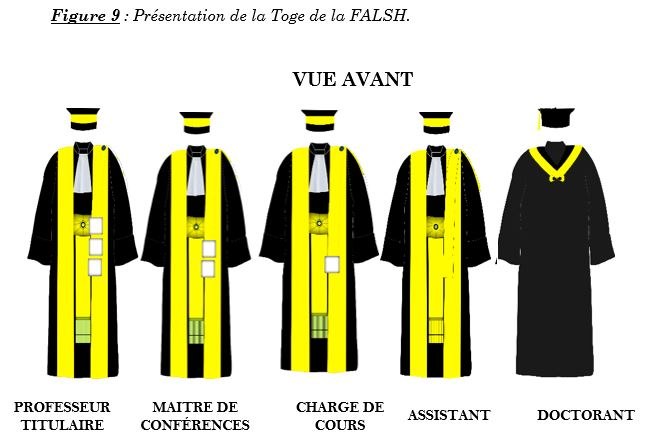 Figure 9 : Présentation de la Toge de la FALSH.
VUE AVANT
PROFESSEUR
TITULAIRE
MAITRE DE
CONFÉRENCES
CHARGE DE
COURS
ASSISTANT
DOCTORANT